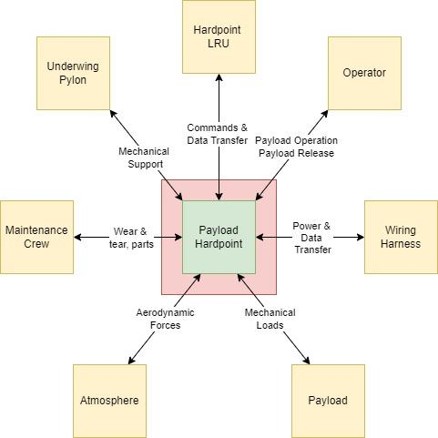 Hardpoint
LRU
Underwing
Pylon
Operator
Commands &
Data Transfer
Payload Operation
Payload Release
Mechanical
Support
Maintenance
Crew
Wear &
tear, parts
Payload
Hardpoint
Power &
Data
Transfer
Wiring
Harness
Aerodynamic
Forces
Mechanical
Loads
Atmosphere
Payload